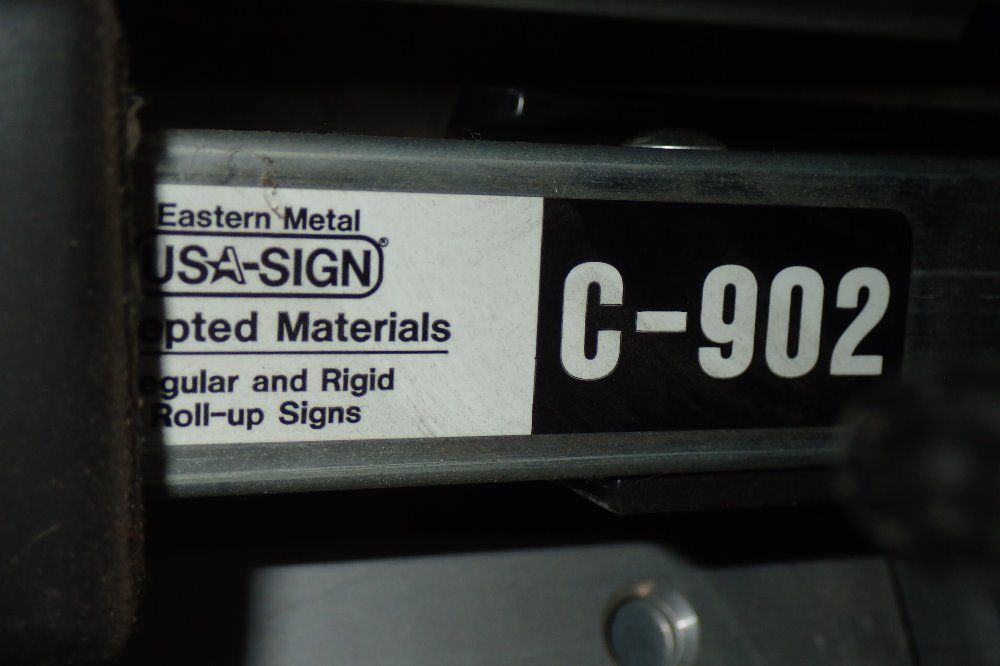 Eastern Metal
USA-SIGN®
epted Materials
egular and Rigid
Roll-up Signs
C-902